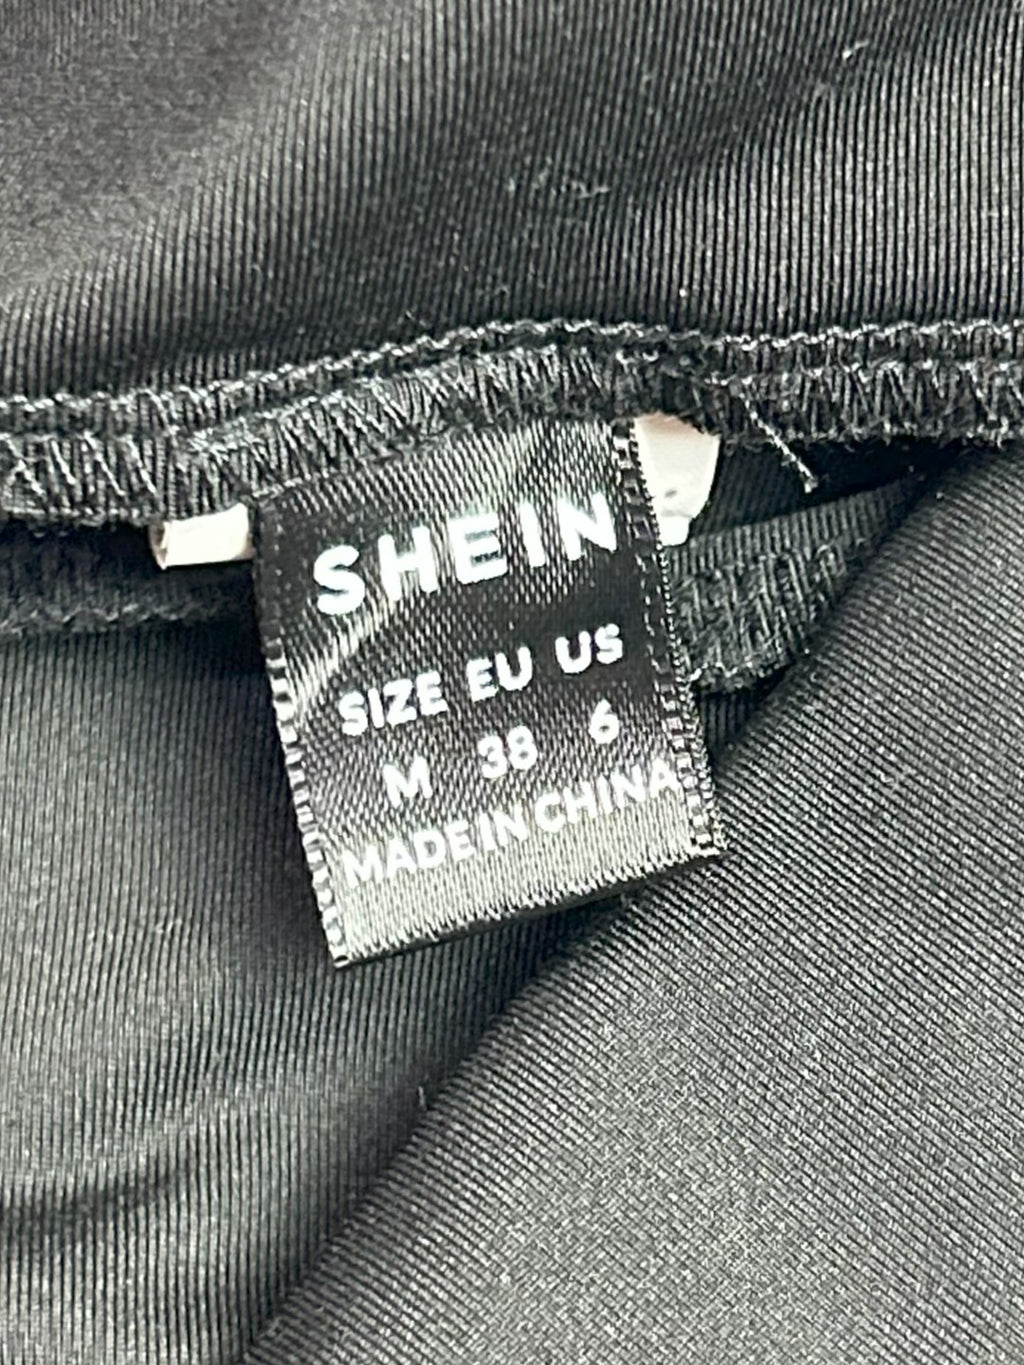 SHEIN
SIZE EU US
M 38 6
MADE IN CHINA